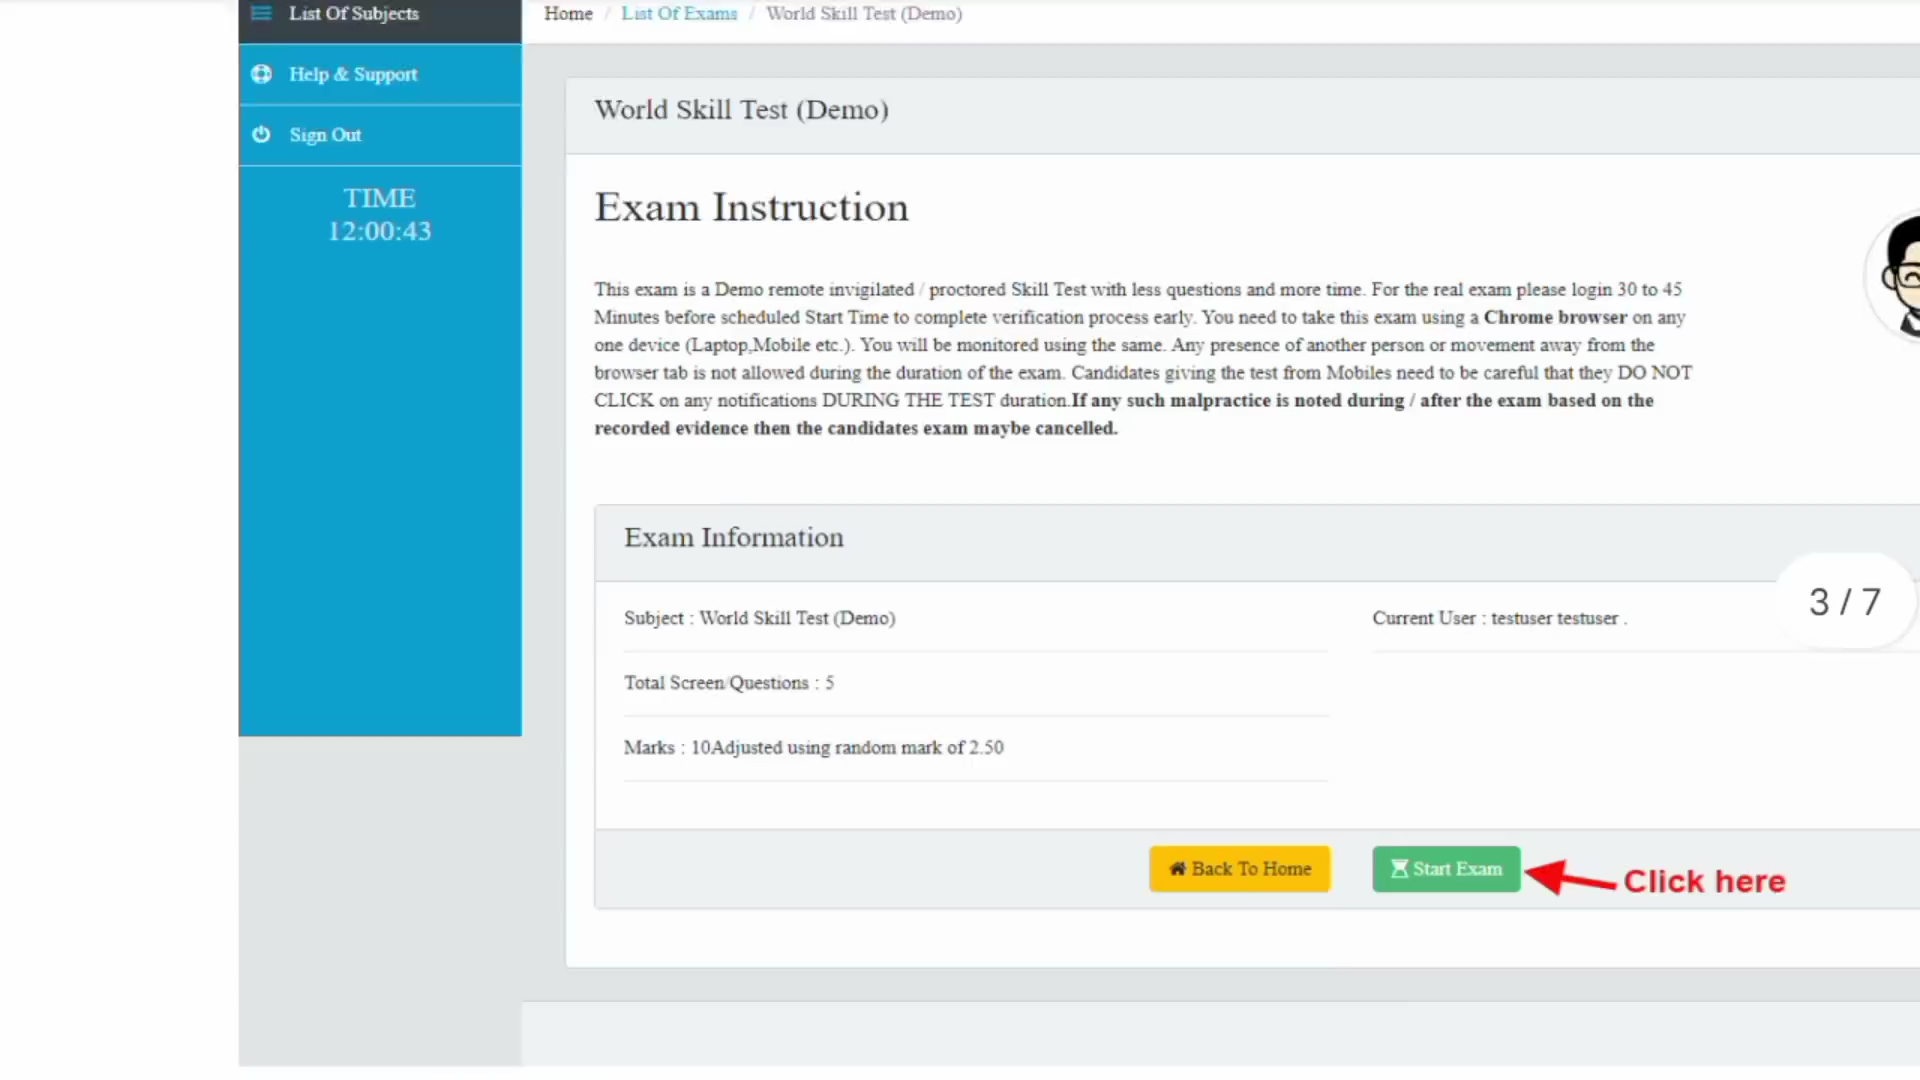 List Of Subjects
Home / List Of Exams / World Skill Test (Demo)
Help & Support
Sign Out
TIME
12:00:43
World Skill Test (Demo)
Exam Instruction
This exam is a Demo remote invigilated / proctored Skill Test with less questions and more time. For the real exam please login 30 to 45
Minutes before scheduled Start Time to complete verification process early. You need to take this exam using a Chrome browser on any
one device (Laptop,Mobile etc.). You will be monitored using the same. Any presence of another person or movement away from the
browser tab is not allowed during the duration of the exam. Candidates giving the test from Mobiles need to be careful that they DO NOT
CLICK on any notifications DURING THE TEST duration.If any such malpractice is noted during / after the exam based on the
recorded evidence then the candidates exam maybe cancelled.
Exam Information
3 / 7
Subject : World Skill Test (Demo)
Current User : testuser testuser .
Total Screen/Questions : 5
Marks : 10Adjusted using random mark of 2.50
Back To Home
Start Exam
Click here